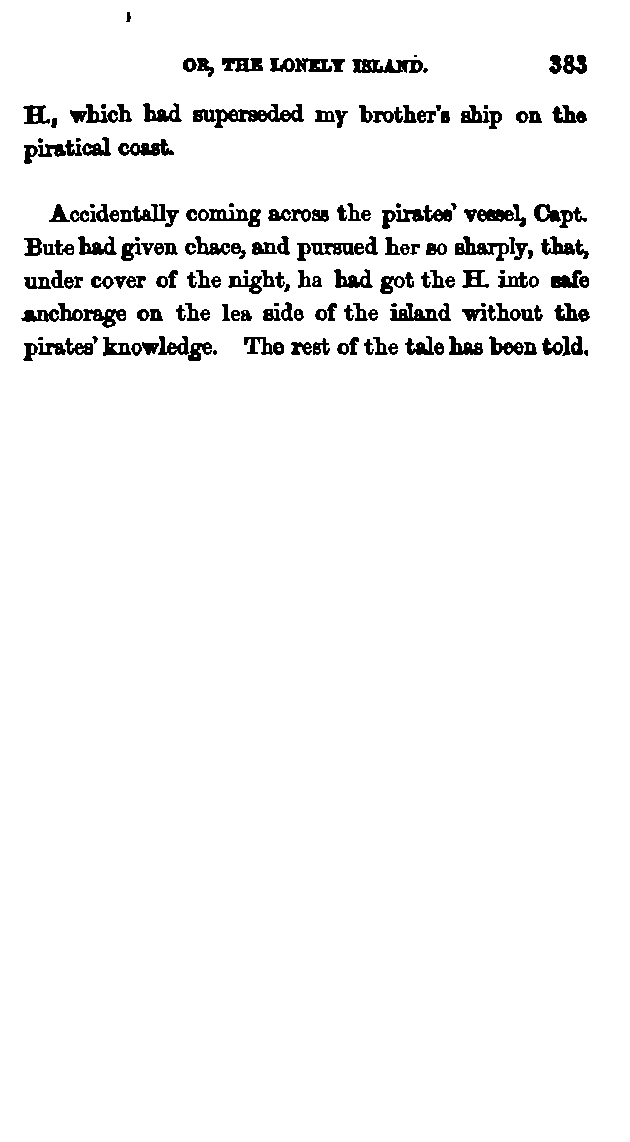 OR, THE LONELY ISLAND. 383
H., which had superseded my brother's ship on the
piratical coast.
Accidentally coming across the pirates' vessel, Capt.
Bute had given chace, and pursued her so sharply, that,
under cover of the night, ha had got the H. into safe
anchorage on the lea side of the island without the
pirates' knowledge. The rest of the tale has been told.